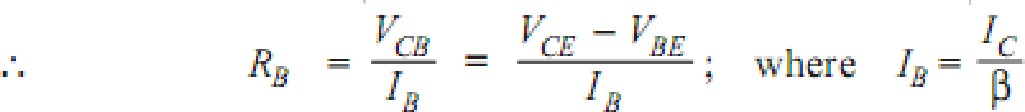 ∴ R_B = V_CB / I_B = (V_CE − V_BE) / I_B ; where I_B = I_C / β